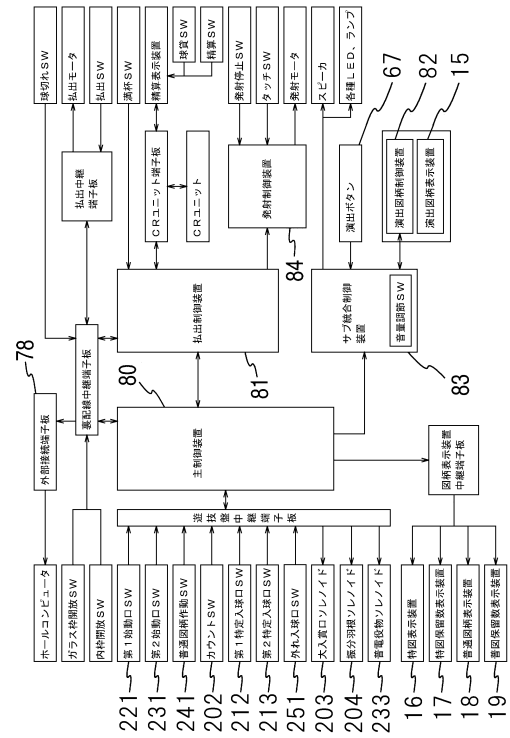 球切れSW
払出モータ
払出SW
満杯SW
精算表示装置
球貸SW
精算SW
発射停止SW
タッチSW
発射モータ
スピーカ
各種LED、ランプ
67
82
15
払出中継
端子板
CRユニット端子板
CRユニット
発射制御装置
84
演出ボタン
演出図柄制御装置
演出図柄表示装置
78
裏配線中継端子板
払出制御装置
81
サブ統合制御
装置
音量調節SW
83
外部接続端子板
80
主制御装置
図柄表示装置
中継端子板
遊技盤中継端子板
ホールコンピュータ
ガラス枠開放SW
内枠開放SW
第1始動口SW
第2始動口SW
普通図柄作動SW
カウントSW
第1特定入球口SW
第2特定入球口SW
外れ入球口SW
大入賞口ソレノイド
振分羽根ソレノイド
普電役物ソレノイド
特図表示装置
特図保留数表示装置
普通図柄表示装置
普図保留数表示装置
221
231
241
202
212
213
251
203
204
233
16
17
18
19